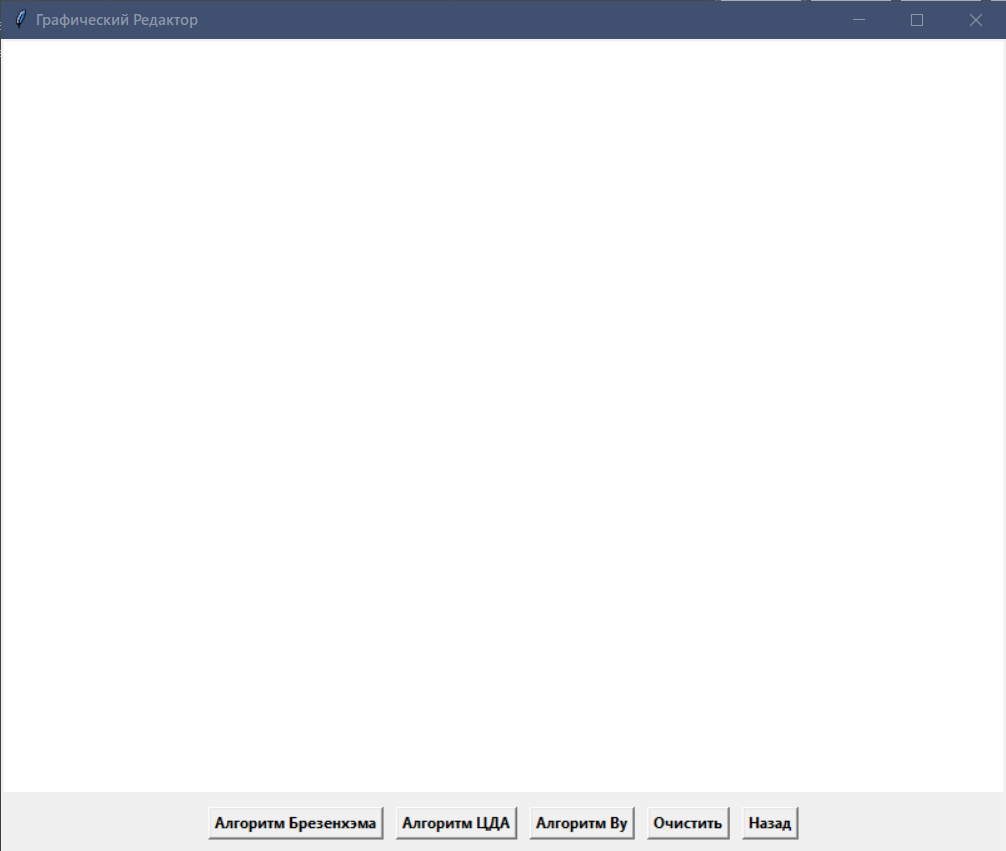 Графический Редактор
Алгоритм Брезенхэма Алгоритм ЦДА Алгоритм Ву Очистить Назад